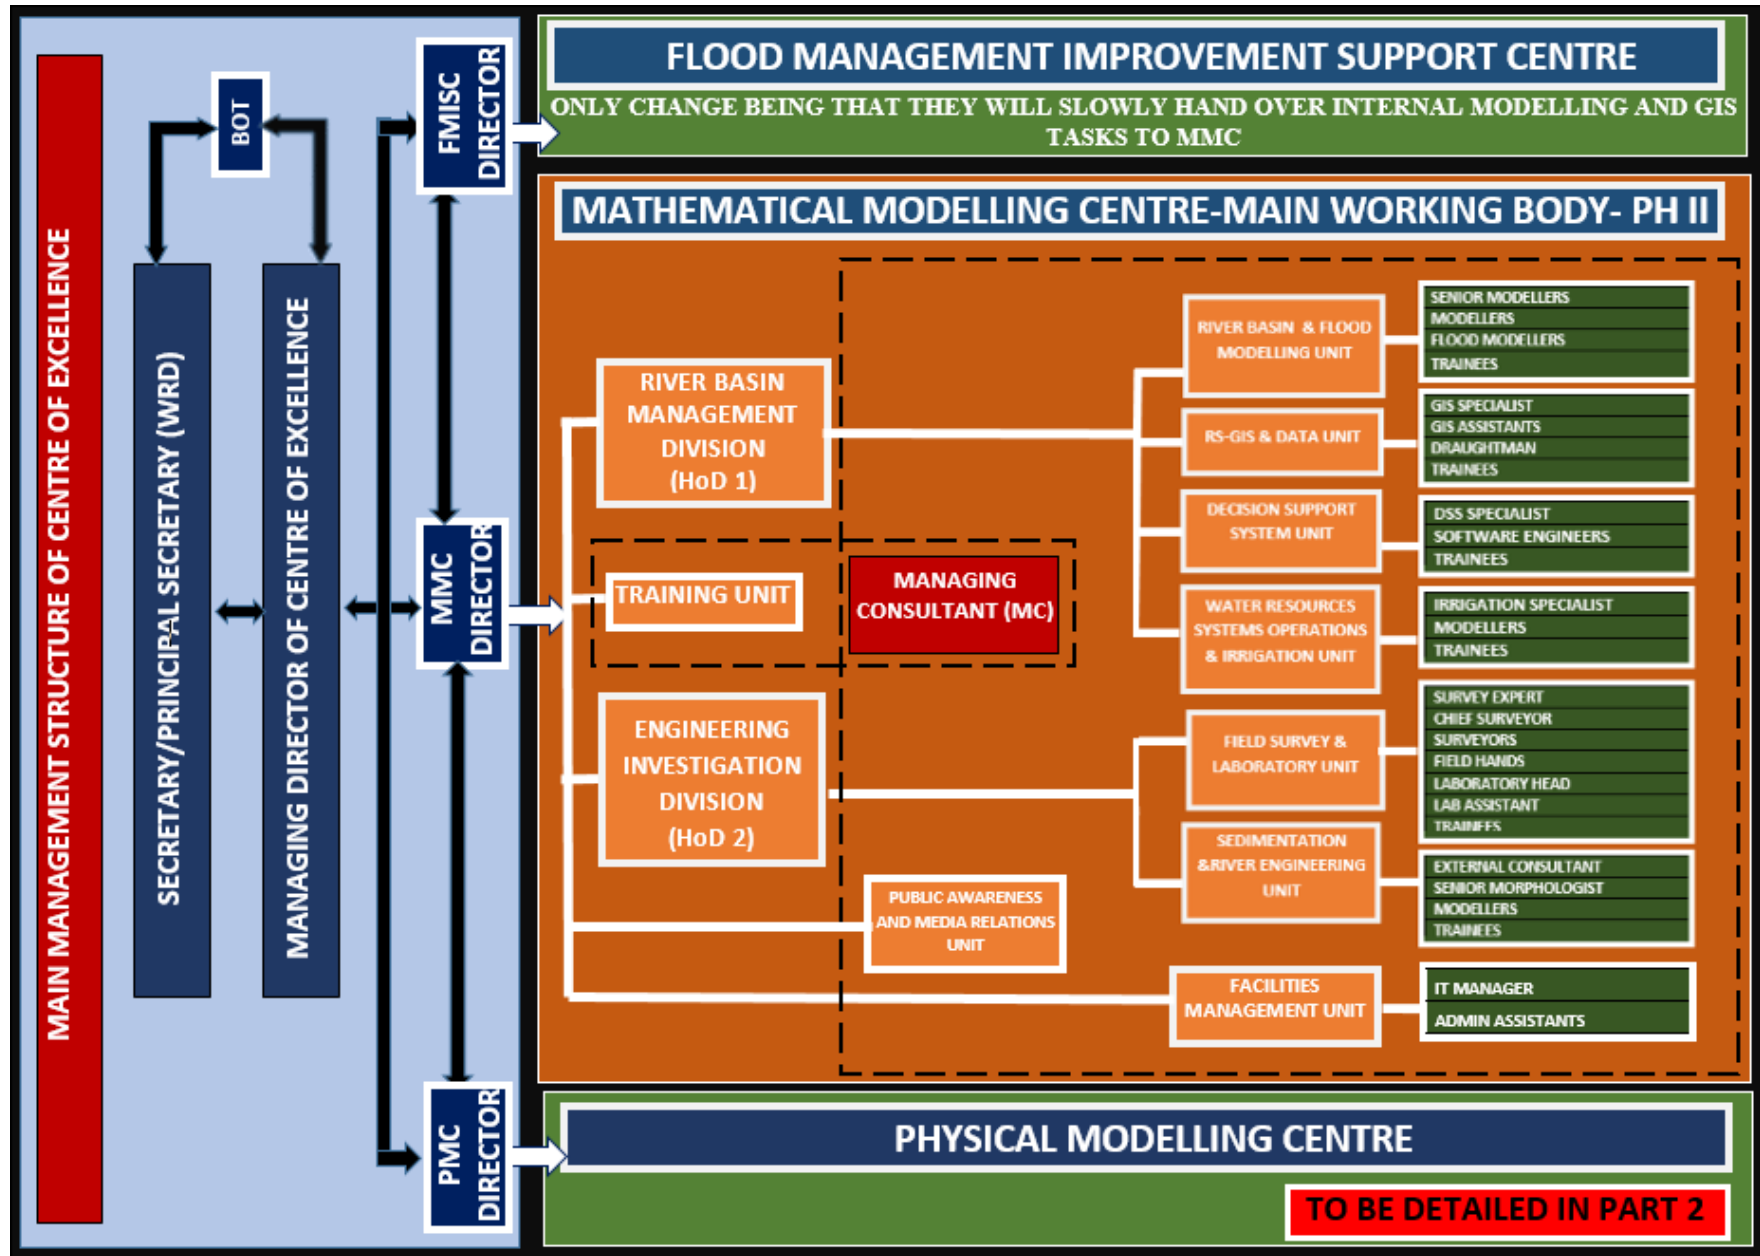 MAIN MANAGEMENT STRUCTURE OF CENTRE OF EXCELLENCE
BOT
SECRETARY/PRINCIPAL SECRETARY (WRD)
MANAGING DIRECTOR OF CENTRE OF EXCELLENCE
FMISC
DIRECTOR
MMC
DIRECTOR
PMC
DIRECTOR
FLOOD MANAGEMENT IMPROVEMENT SUPPORT CENTRE
ONLY CHANGE BEING THAT THEY WILL SLOWLY HAND OVER INTERNAL MODELLING AND GIS
TASKS TO MMC
MATHEMATICAL MODELLING CENTRE-MAIN WORKING BODY- PH II
RIVER BASIN
MANAGEMENT
DIVISION
(HoD 1)
TRAINING UNIT
MANAGING
CONSULTANT (MC)
ENGINEERING
INVESTIGATION
DIVISION
(HoD 2)
PUBLIC AWARENESS
AND MEDIA RELATIONS
UNIT
RIVER BASIN & FLOOD
MODELLING UNIT
SENIOR MODELLERS
MODELLERS
FLOOD MODELLERS
TRAINEES
RS-GIS & DATA UNIT
GIS SPECIALIST
GIS ASSISTANTS
DRAUGHTMAN
TRAINEES
DECISION SUPPORT
SYSTEM UNIT
DSS SPECIALIST
SOFTWARE ENGINEERS
TRAINEES
WATER RESOURCES
SYSTEMS OPERATIONS
& IRRIGATION UNIT
IRRIGATION SPECIALIST
MODELLERS
TRAINEES
FIELD SURVEY &
LABORATORY UNIT
SURVEY EXPERT
CHIEF SURVEYOR
SURVEYORS
FIELD HANDS
LABORATORY HEAD
LAB ASSISTANT
TRAINEES
SEDIMENTATION
&RIVER ENGINEERING
UNIT
EXTERNAL CONSULTANT
SENIOR MORPHOLOGIST
MODELLERS
TRAINEES
FACILITIES
MANAGEMENT UNIT
IT MANAGER
ADMIN ASSISTANTS
PHYSICAL MODELLING CENTRE
TO BE DETAILED IN PART 2